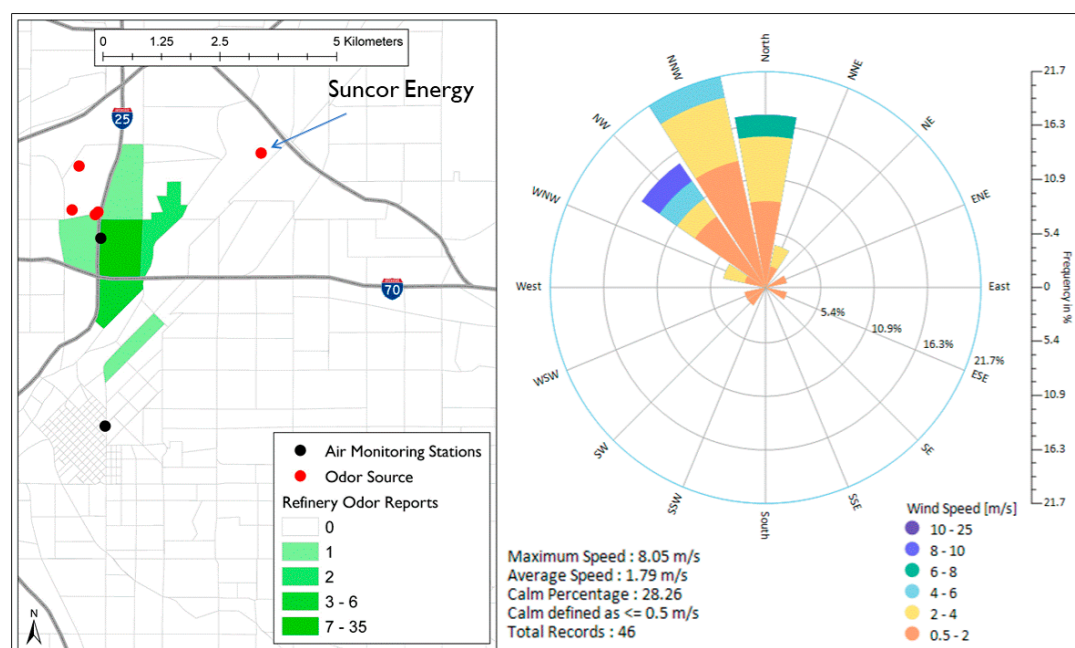 0 1.25 2.5 5 Kilometers
Suncor Energy
25
70
N
Air Monitoring Stations
Odor Source
Refinery Odor Reports
0
1
2
3 - 6
7 - 35
North
NNE
NE
ENE
East
ESE
SE
SSE
South
SSW
SW
WSW
West
WNW
NW
NNW
5.4%
10.9%
16.3%
21.7%
21.7
16.3
10.9
5.4
0
5.4
10.9
16.3
21.7
Frequency in %
Maximum Speed : 8.05 m/s
Average Speed : 1.79 m/s
Calm Percentage : 28.26
Calm defined as <= 0.5 m/s
Total Records : 46
Wind Speed [m/s]
10 - 25
8 - 10
6 - 8
4 - 6
2 - 4
0.5 - 2